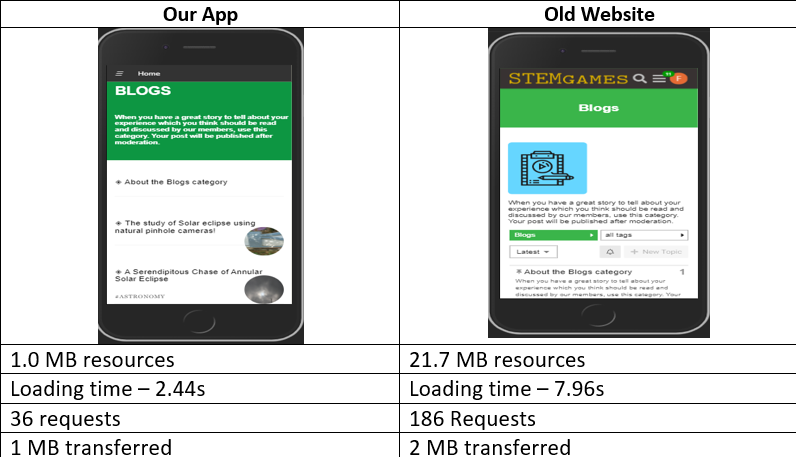 Our App
Old Website
Home
BLOGS
When you have a great story to tell about your
experience which you think should be read
and discussed by our members, use this
category. Your post will be published after
moderation.
✳ About the Blogs category
✳ The study of Solar eclipse using
natural pinhole cameras!
✳ A Serendipitous Chase of Annular
Solar Eclipse
#ASTRONOMY
STEMGAMES
F
Blogs
When you have a great story to tell about your
experience which you think should be read and
discussed by our members, use this category.
Your post will be published after moderation.
Blogs
all tags
Latest
+ New Topic
✳ About the Blogs category 1
When you have a great story to tell about your
experience which you think should be read and
discussed by our members, use this category. Your
1.0 MB resources
21.7 MB resources
Loading time – 2.44s
Loading time – 7.96s
36 requests
186 Requests
1 MB transferred
2 MB transferred